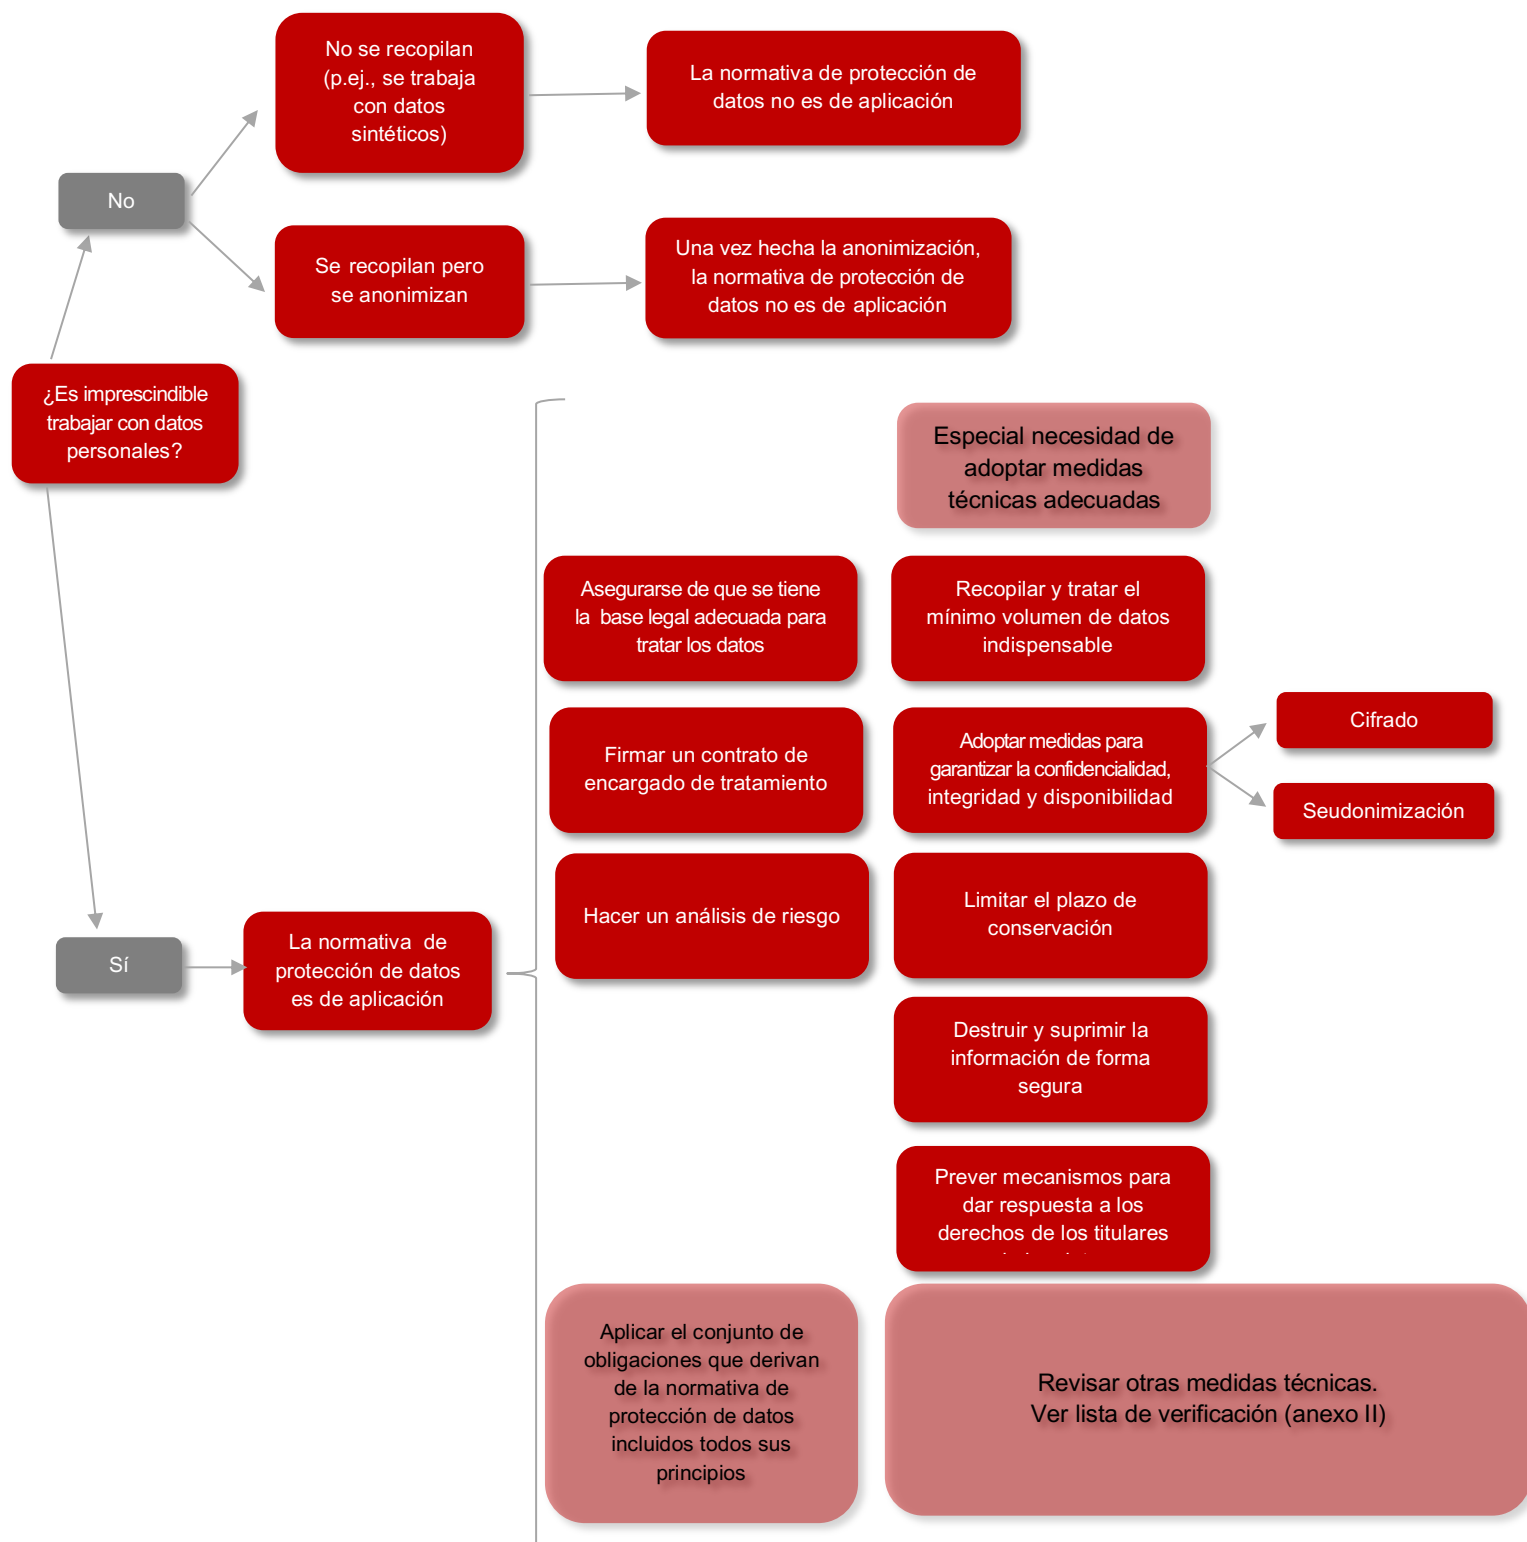 No se recopilan
(p.ej., se trabaja
con datos
sintéticos)
La normativa de protección de
datos no es de aplicación
No
Se recopilan pero
se anonimizan
Una vez hecha la anonimización,
la normativa de protección de
datos no es de aplicación
¿Es imprescindible
trabajar con datos
personales?
Especial necesidad de
adoptar medidas
técnicas adecuadas
Asegurarse de que se tiene
la base legal adecuada para
tratar los datos
Recopilar y tratar el
mínimo volumen de datos
indispensable
Firmar un contrato de
encargado de tratamiento
Adoptar medidas para
garantizar la confidencialidad,
integridad y disponibilidad
Cifrado
Seudonimización
Hacer un análisis de riesgo
Limitar el plazo de
conservación
Sí
La normativa de
protección de datos
es de aplicación
Destruir y suprimir la
información de forma
segura
Prever mecanismos para
dar respuesta a los
derechos de los titulares
Aplicar el conjunto de
obligaciones que derivan
de la normativa de
protección de datos
incluidos todos sus
principios
Revisar otras medidas técnicas.
Ver lista de verificación (anexo II)